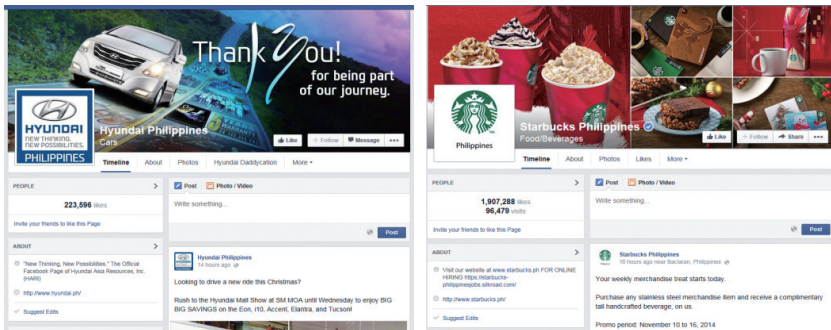 Thank You!
for being part
of our journey.
HYUNDAI
NEW THINKING.
NEW POSSIBILITIES.
PHILIPPINES
Hyundai Philippines
Cars
Like
Follow
Message
Timeline
About
Photos
Hyundai Daddycation
More
PEOPLE
223,596 likes
Invite your friends to like this Page
ABOUT
"New Thinking, New Possibilities." The Official
Facebook Page of Hyundai Asia Resources, Inc.
(HARI)
http://www.hyundai.ph/
Suggest Edits
Post
Photo / Video
Write something...
Post
Hyundai Philippines
14 hours ago
Looking to drive a new ride this Christmas?
Rush to the Hyundai Mall Show at SM MOA until Wednesday to enjoy BIG
BIG SAVINGS on the Eon, i10, Accent, Elantra, and Tucson!
Philippines
Starbucks Philippines
Food/Beverages
Like
Follow
Share
Timeline
About
Photos
Likes
More
PEOPLE
1,907,288 likes
96,479 visits
Invite your friends to like this Page
ABOUT
Visit our website at www.starbucks.ph FOR ONLINE
HIRING https://starbucks-
philippinesjobs.silkroad.com/
http://www.starbucks.ph/
Suggest Edits
Post
Photo / Video
Write something...
Post
Starbucks Philippines
16 hours ago near Baclaran, Philippines
Your weekly merchandise treat starts today.
Purchase any stainless steel merchandise item and receive a complimentary
tall handcrafted beverage, on us.
Promo period: November 10 to 16, 2014